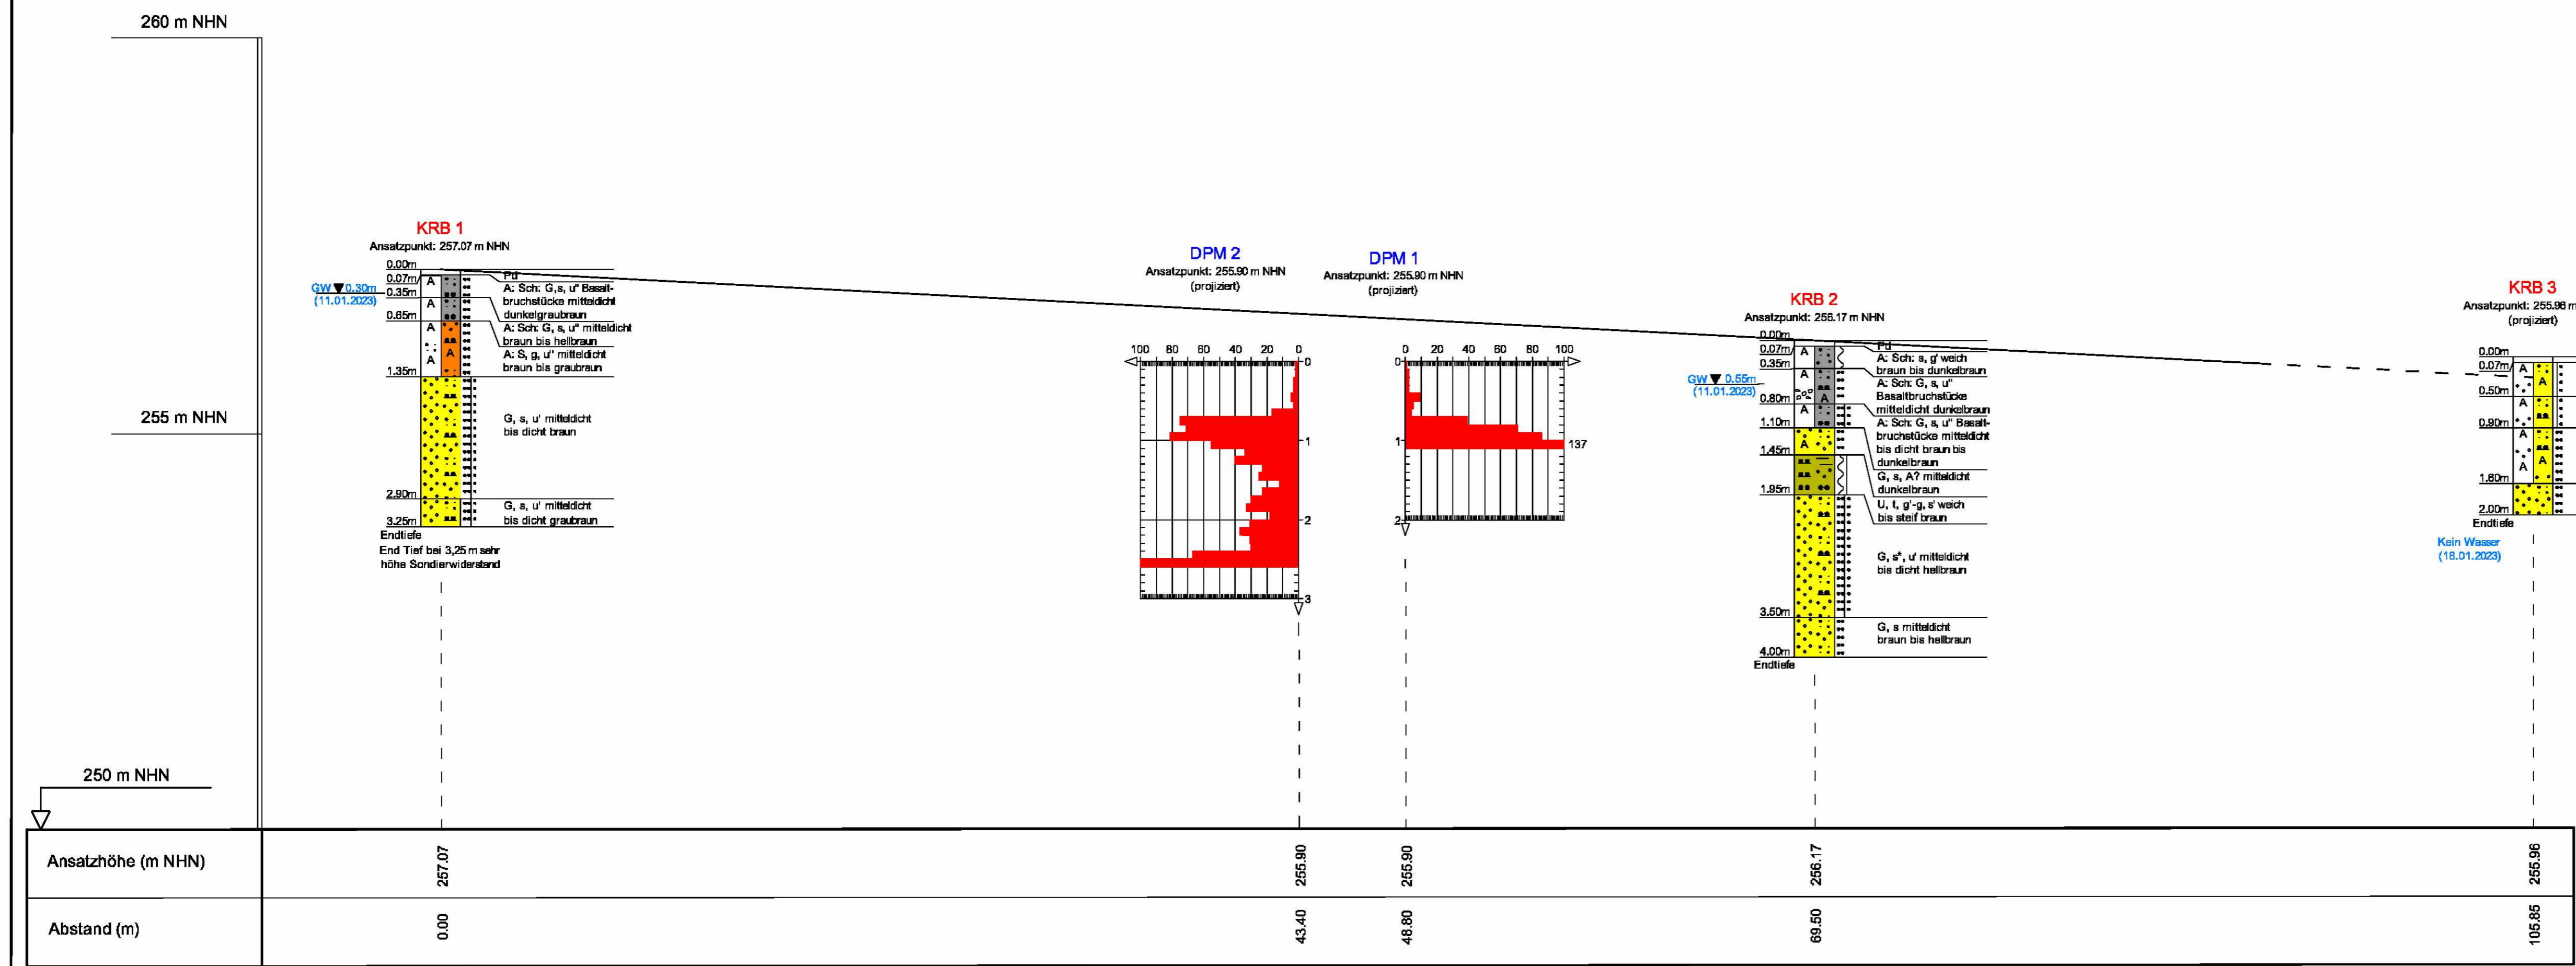 260 m NHN
255 m NHN
250 m NHN
KRB 1
Ansatzpunkt: 257.07 m NHN
0.00m
0.07m
0.35m
0.65m
1.35m
2.90m
3.25m
Endtiefe
End Tief bei 3,25 m sehr
höhe Sondierwiderstand
GW 0.30m
(11.01.2023)
A
A
A
A
A
Pd
A: Sch: G,s, u" Basalt-
bruchstücke mitteldicht
dunkelgraubraun
A: Sch: G, s, u" mitteldicht
braun bis hellbraun
A: S, g, u" mitteldicht
braun bis graubraun
G, s, u' mitteldicht
bis dicht braun
G, s, u' mitteldicht
bis dicht graubraun
DPM 2
Ansatzpunkt: 255.90 m NHN
(projiziert)
100 80 60 40 20 0
0
1
2
3
DPM 1
Ansatzpunkt: 255.90 m NHN
(projiziert)
0 20 40 60 80 100
0
1
2
137
KRB 2
Ansatzpunkt: 256.17 m NHN
0.00m
0.07m
0.35m
0.80m
1.10m
1.45m
1.95m
3.50m
4.00m
Endtiefe
GW 0.55m
(11.01.2023)
A
A
A
A
A
Pd
A: Sch: s, g' weich
braun bis dunkelbraun
A: Sch: G, s, u"
Basaltbruchstücke
mitteldicht dunkelbraun
A: Sch: G, s, u" Basalt-
bruchstücke mitteldicht
bis dicht braun bis
dunkelbraun
G, s, A? mitteldicht
dunkelbraun
U, t, g'-g, s' weich
bis steif braun
G, s*, u' mitteldicht
bis dicht hellbraun
G, s mitteldicht
braun bis hellbraun
KRB 3
Ansatzpunkt: 255.96 m
(projiziert)
0.00m
0.07m
0.50m
0.90m
1.60m
2.00m
Endtiefe
Kein Wasser
(18.01.2023)
A
A
A
A
A
A
Ansatzhöhe (m NHN)
257.07
255.90
255.90
256.17
255.96
Abstand (m)
0.00
43.40
48.80
69.50
105.85